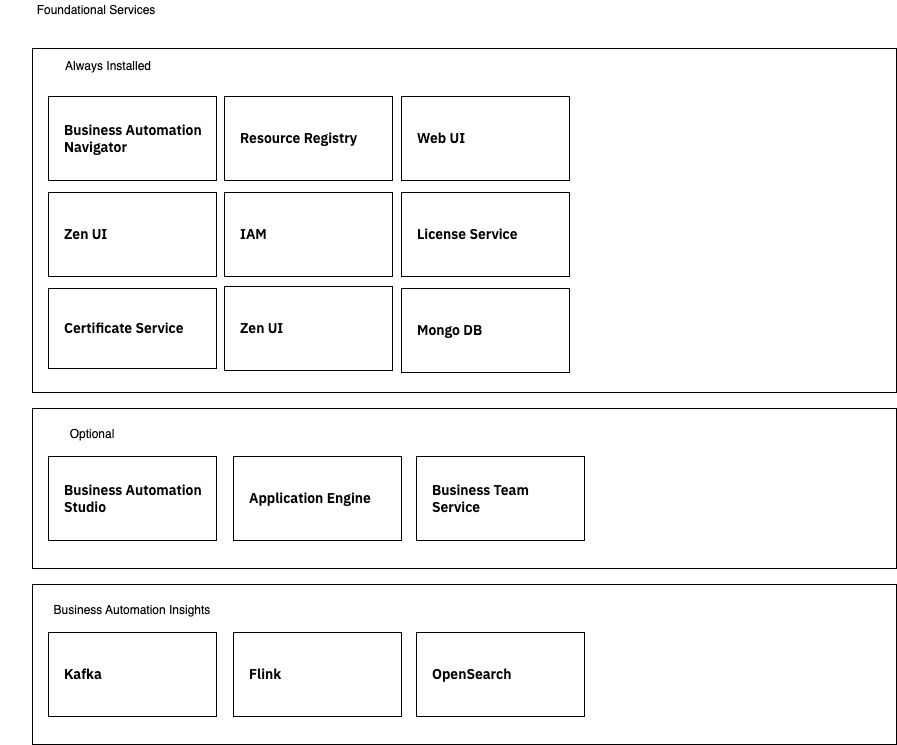 Foundational Services
Always Installed
Business Automation
Navigator
Resource Registry
Web UI
Zen UI
IAM
License Service
Certificate Service
Zen UI
Mongo DB
Optional
Business Automation
Studio
Application Engine
Business Team
Service
Business Automation Insights
Kafka
Flink
OpenSearch